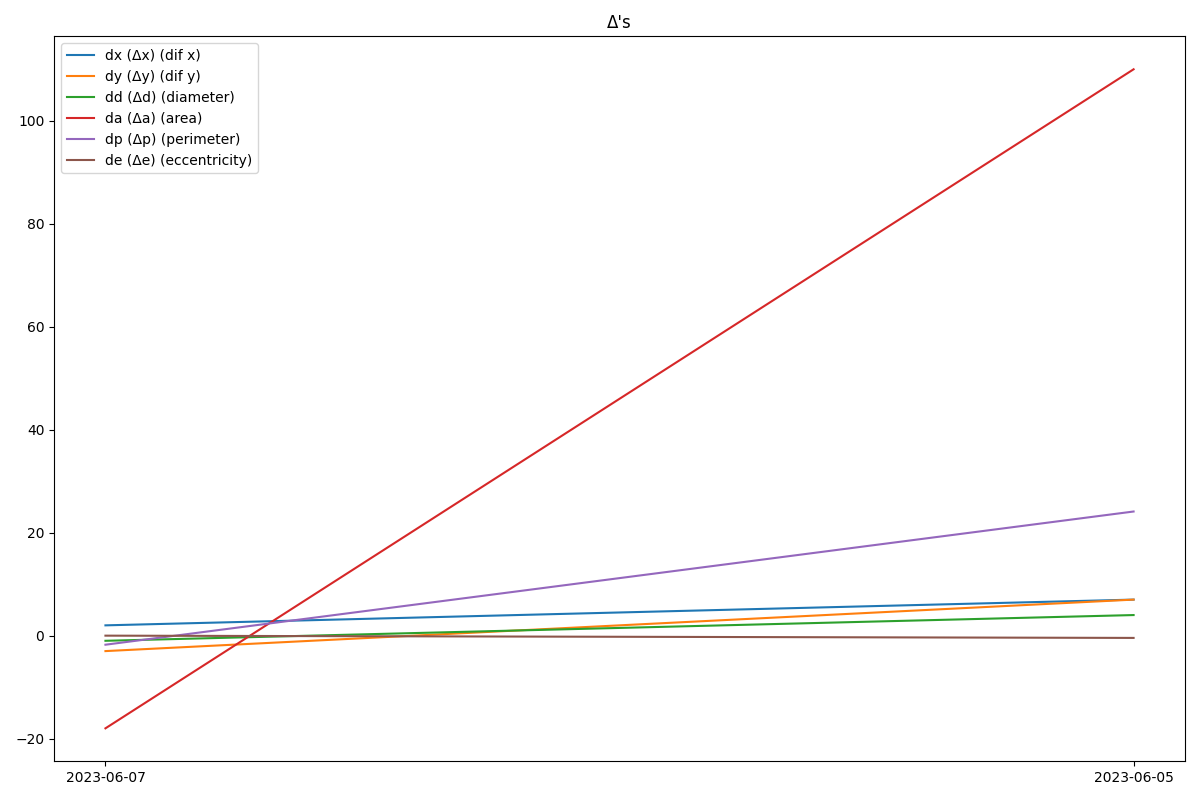 Δ's
dx (Δx) (dif x)
dy (Δy) (dif y)
dd (Δd) (diameter)
da (Δa) (area)
dp (Δp) (perimeter)
de (Δe) (eccentricity)
100
80
60
40
20
0
−20
2023-06-07 2023-06-05